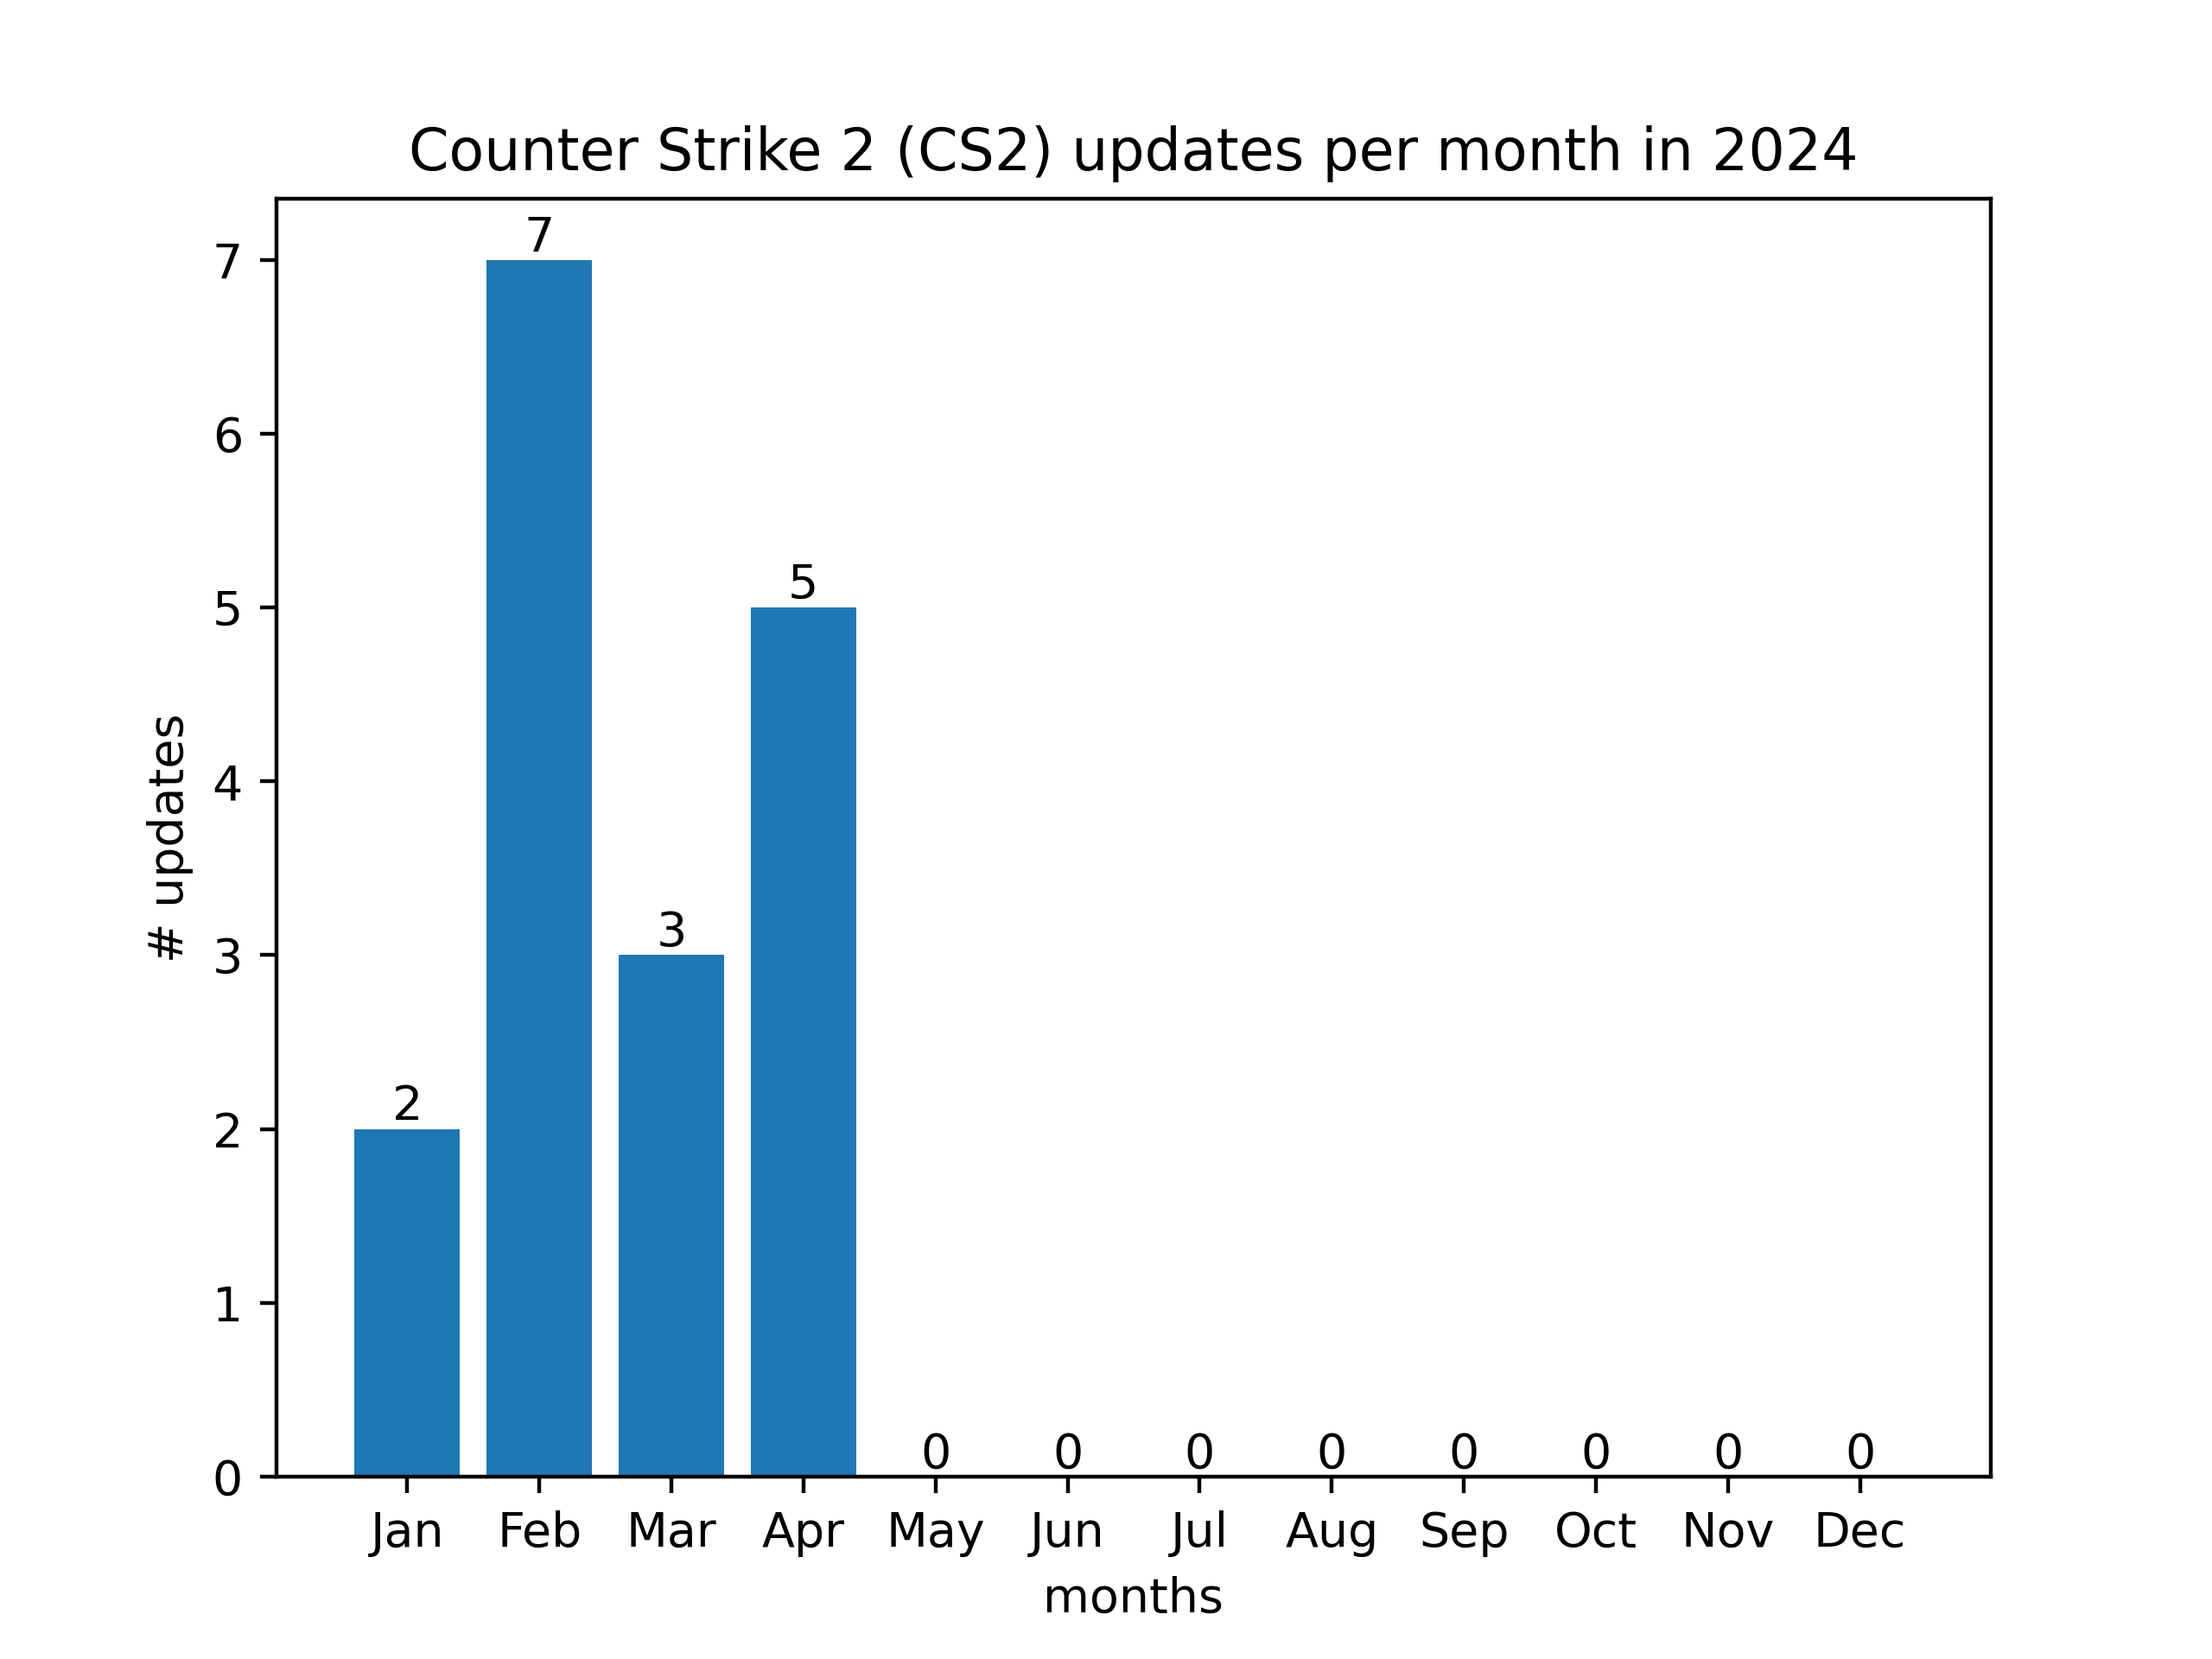 Counter Strike 2 (CS2) updates per month in 2024
7
7
6
5
5
4
3
3
2
2
1
0
0 0 0 0 0 0 0 0
# updates
Jan Feb Mar Apr May Jun Jul Aug Sep Oct Nov Dec
months